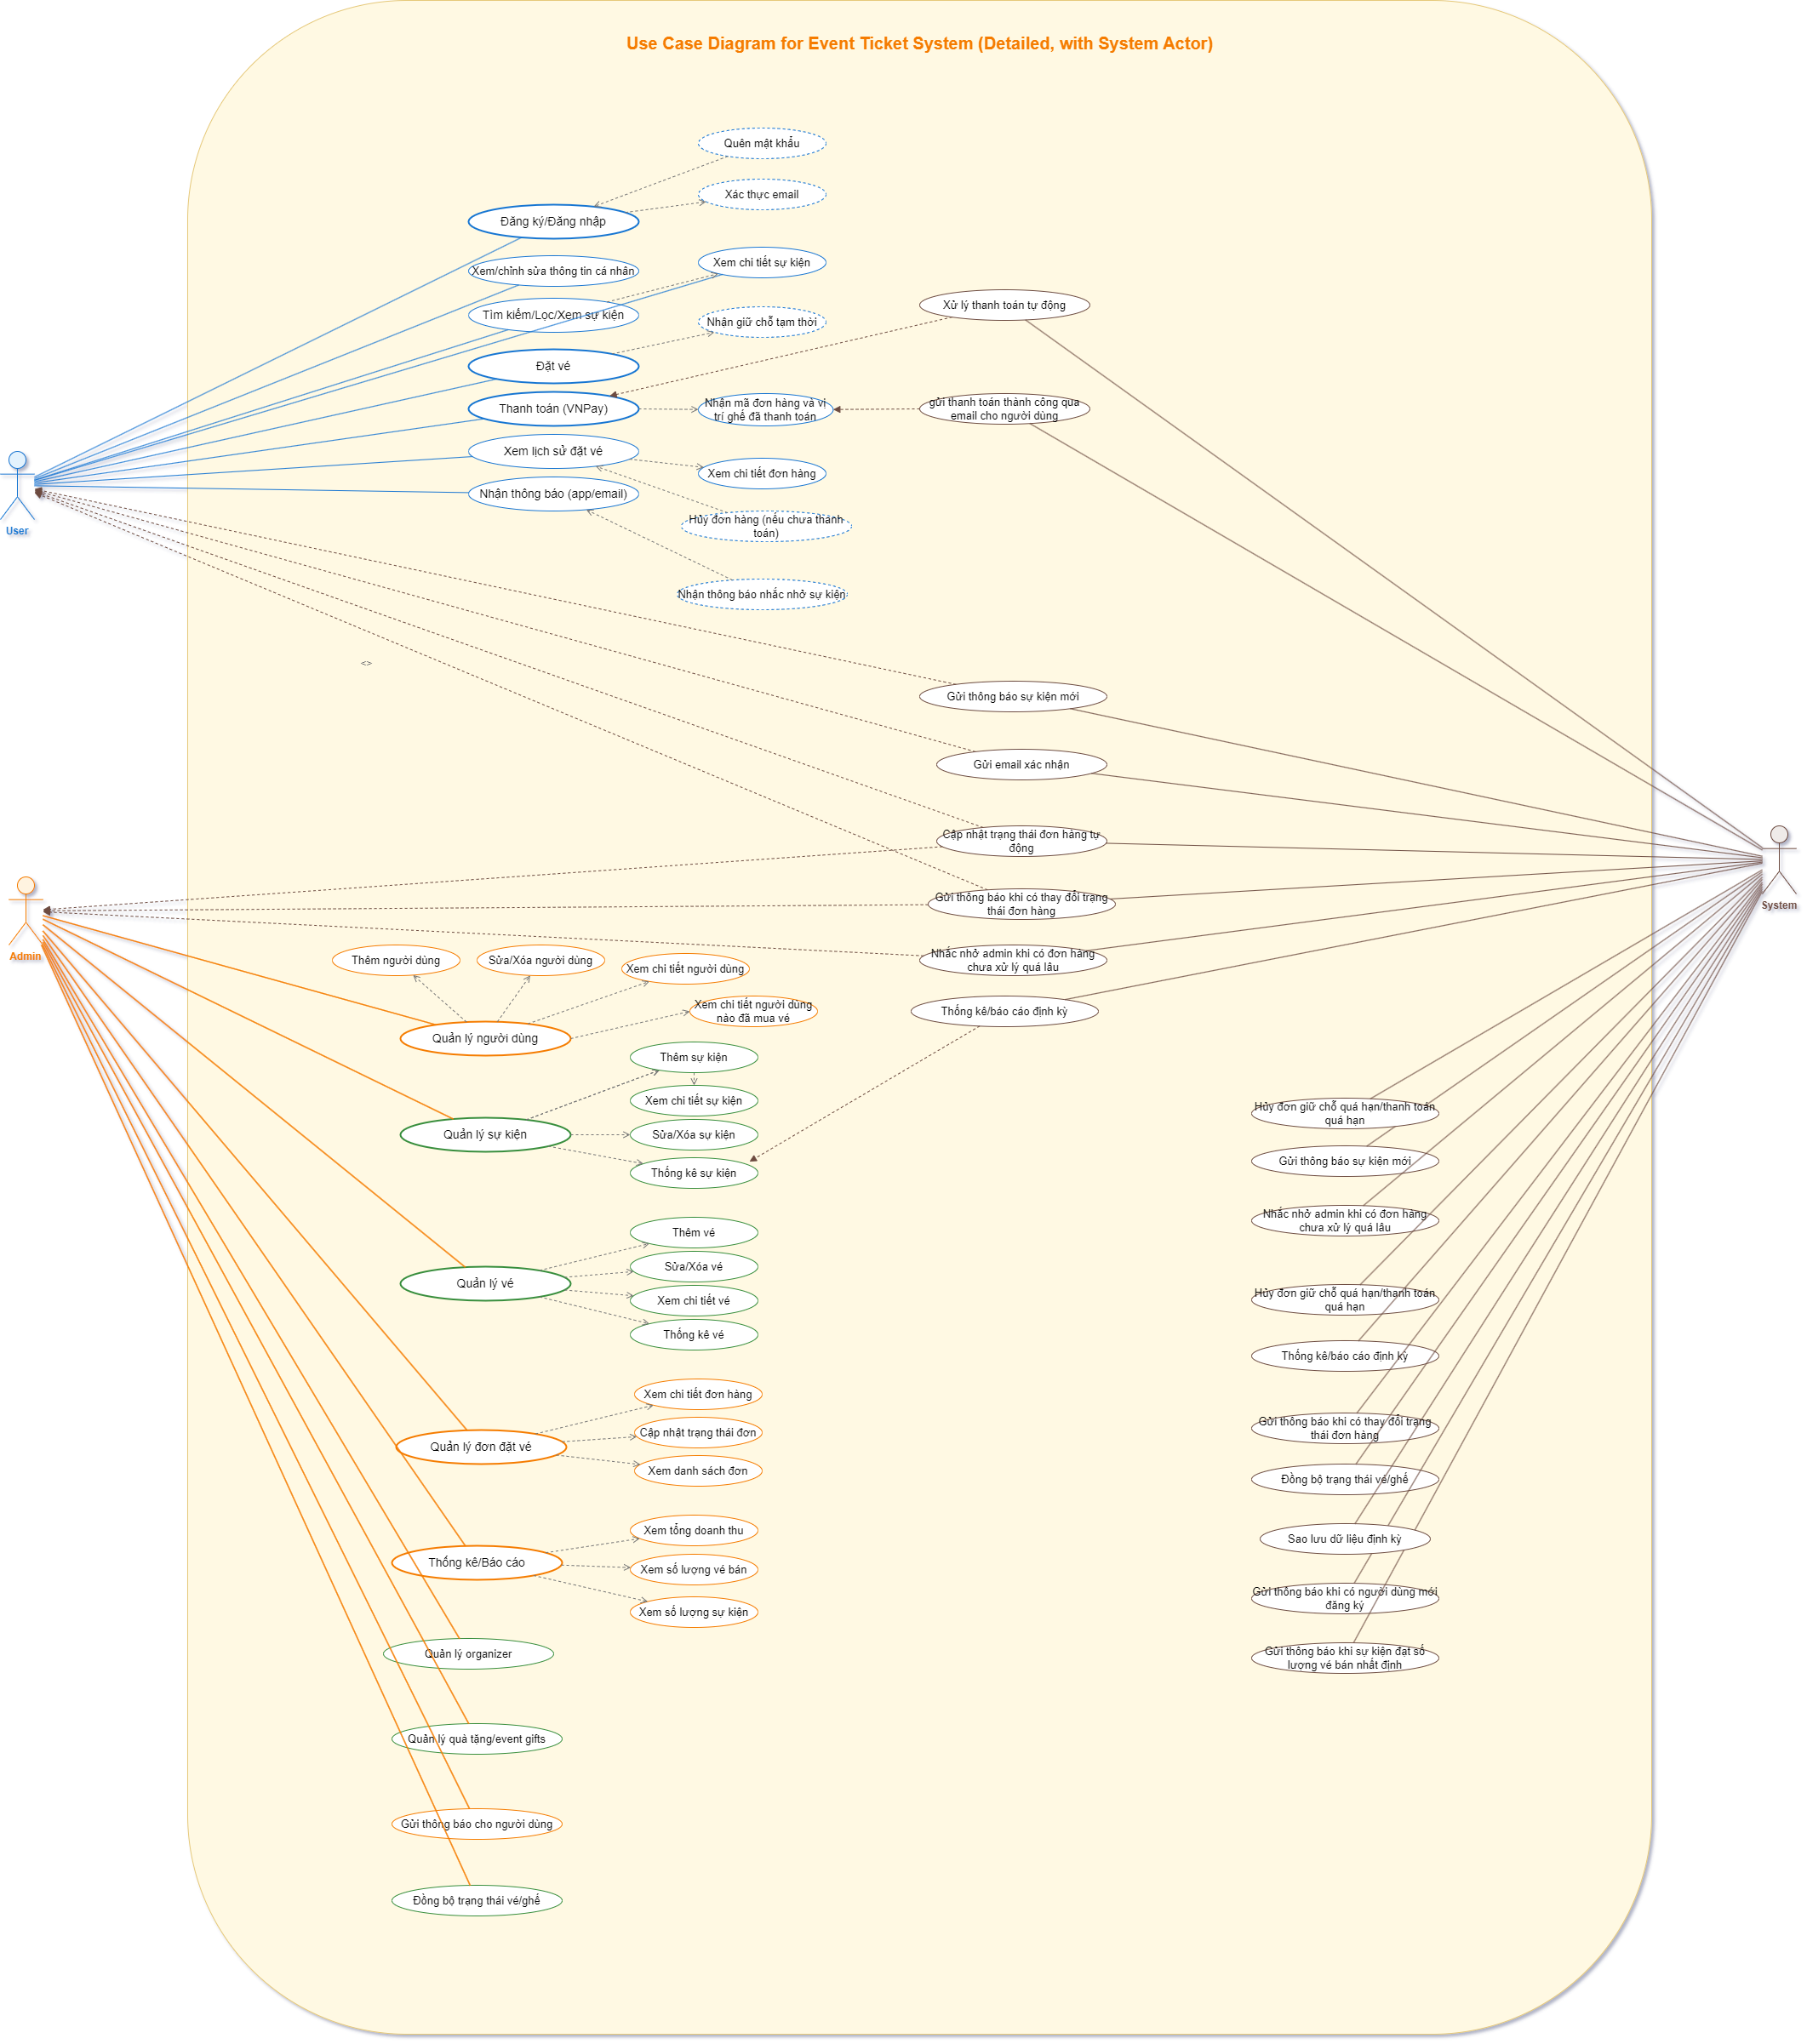 Use Case Diagram for Event Ticket System (Detailed, with System Actor)
Quên mật khẩu
Xác thực email
Đăng ký/Đăng nhập
Xem chi tiết sự kiện
Xem/chỉnh sửa thông tin cá nhân
Xử lý thanh toán tự động
Tìm kiếm/Lọc/Xem sự kiện
Nhận giữ chỗ tạm thời
Đặt vé
Thanh toán (VNPay)
Nhận mã đơn hàng và vị
trí ghế đã thanh toán
gửi thanh toán thành công qua
email cho người dùng
Xem lịch sử đặt vé
Xem chi tiết đơn hàng
Nhận thông báo (app/email)
Hủy đơn hàng (nếu chưa thanh
toán)
User
Nhận thông báo nhắc nhở sự kiện
<>
Gửi thông báo sự kiện mới
Gửi email xác nhận
Cập nhật trạng thái đơn hàng tự
động
Gửi thông báo khi có thay đổi trạng
thái đơn hàng
System
Admin
Nhắc nhở admin khi có đơn hàng
chưa xử lý quá lâu
Thêm người dùng
Sửa/Xóa người dùng
Xem chi tiết người dùng
Xem chi tiết người dùng
nào đã mua vé
Thống kê/báo cáo định kỳ
Quản lý người dùng
Thêm sự kiện
Xem chi tiết sự kiện
Hủy đơn giữ chỗ quá hạn/thanh toán
quá hạn
Quản lý sự kiện
Sửa/Xóa sự kiện
Gửi thông báo sự kiện mới
Thống kê sự kiện
Nhắc nhở admin khi có đơn hàng
chưa xử lý quá lâu
Thêm vé
Sửa/Xóa vé
Quản lý vé
Xem chi tiết vé
Hủy đơn giữ chỗ quá hạn/thanh toán
quá hạn
Thống kê vé
Thống kê/báo cáo định kỳ
Xem chi tiết đơn hàng
Cập nhật trạng thái đơn
Gửi thông báo khi có thay đổi trạng
thái đơn hàng
Quản lý đơn đặt vé
Xem danh sách đơn
Đồng bộ trạng thái vé/ghế
Xem tổng doanh thu
Sao lưu dữ liệu định kỳ
Thống kê/Báo cáo
Xem số lượng vé bán
Gửi thông báo khi có người dùng mới
đăng ký
Xem số lượng sự kiện
Quản lý organizer
Gửi thông báo khi sự kiện đạt số
lượng vé bán nhất định
Quản lý quà tặng/event gifts
Gửi thông báo cho người dùng
Đồng bộ trạng thái vé/ghế